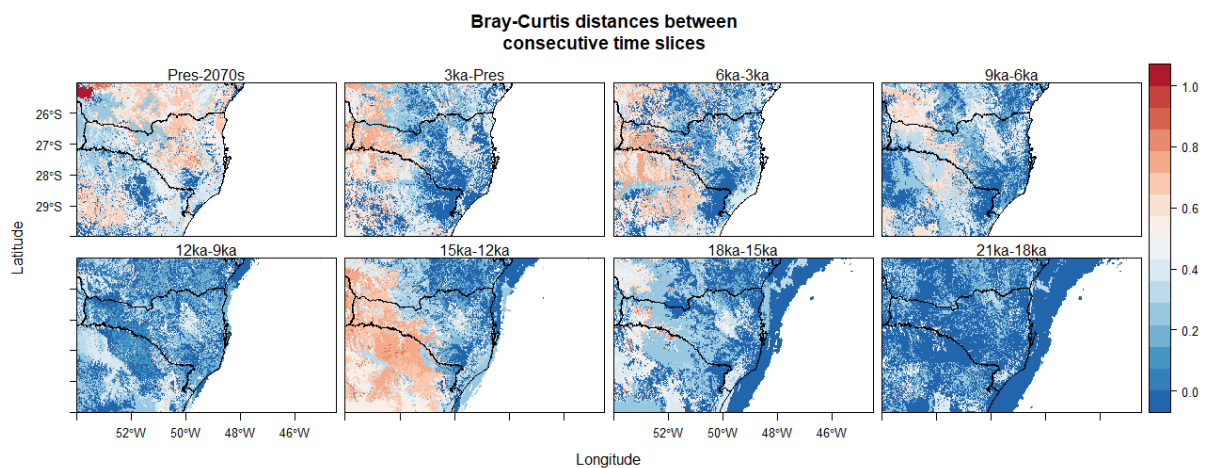 Bray-Curtis distances between
consecutive time slices
Pres-2070s
3ka-Pres
6ka-3ka
9ka-6ka
26°S
27°S
28°S
29°S
12ka-9ka
15ka-12ka
18ka-15ka
21ka-18ka
52°W 50°W 48°W 46°W
52°W 50°W 48°W 46°W
Latitude
Longitude
1.0
0.8
0.6
0.4
0.2
0.0